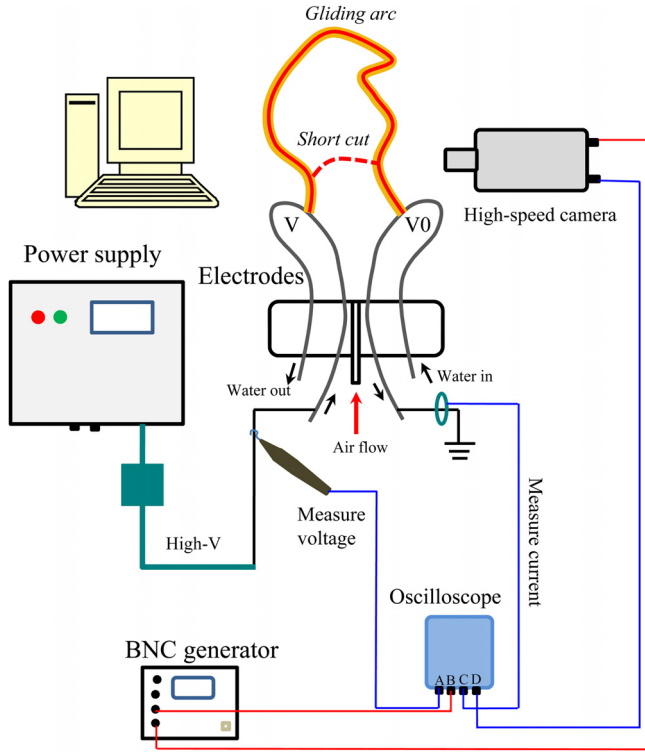 Gliding arc
Short cut
High-speed camera
V
V0
Power supply
Electrodes
Water out
Water in
Air flow
Measure
voltage
Measure current
High-V
Oscilloscope
A B C D
BNC generator